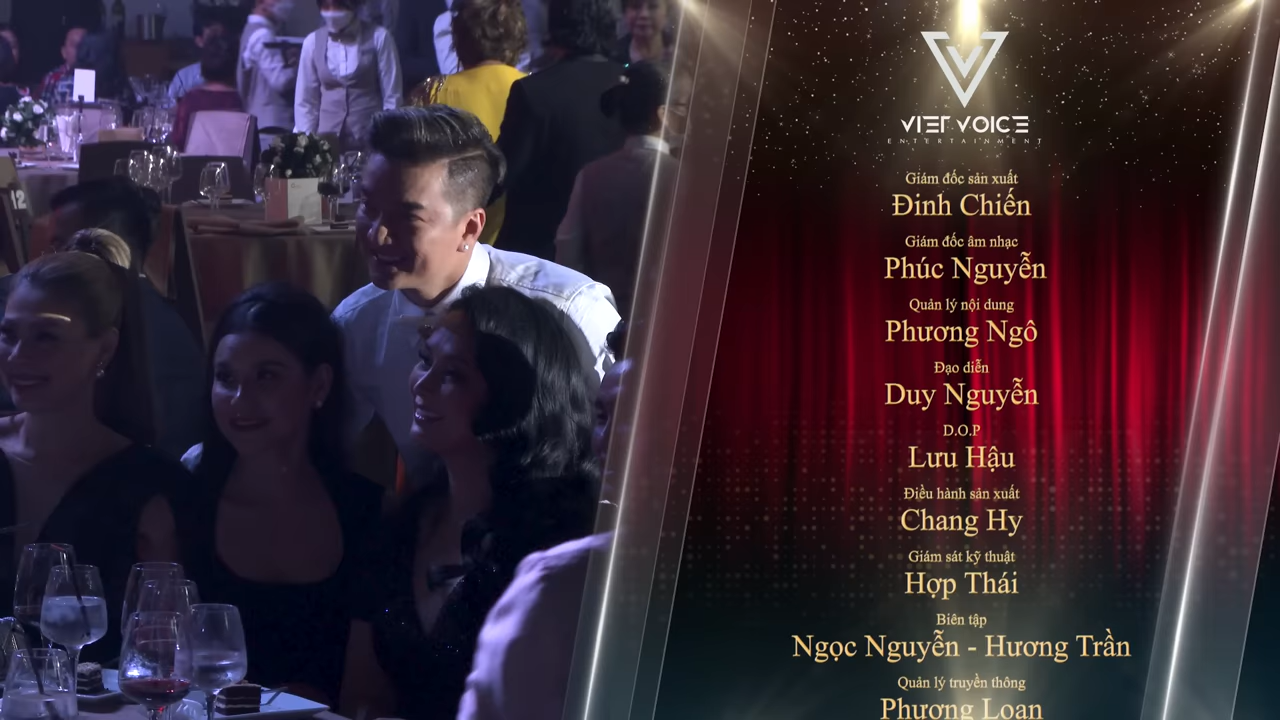 VIET VOICE
ENTERTAINMENT
Giám đốc sản xuất
Đinh Chiến
Giám đốc âm nhạc
Phúc Nguyễn
Quản lý nội dung
Phương Ngô
Đạo diễn
Duy Nguyễn
D.O.P
Lưu Hậu
Điều hành sản xuất
Chang Hy
Giám sát kỹ thuật
Hợp Thái
Biên tập
Ngọc Nguyễn - Hương Trần
Quản lý truyền thông
Phương Loan
12